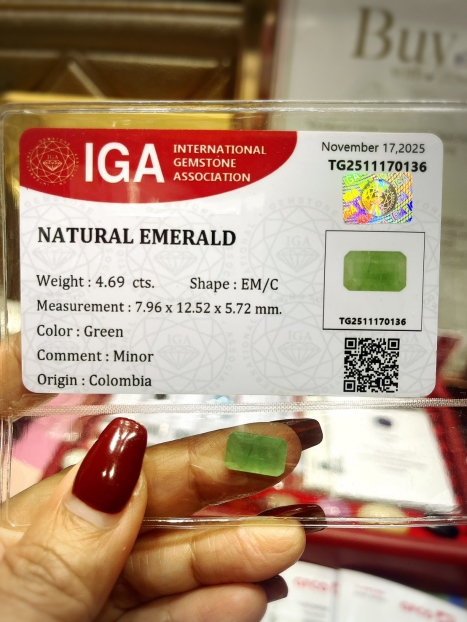 Buy
IGA
INTERNATIONAL
GEMSTONE
ASSOCIATION
November 17,2025
TG2511170136
NATURAL EMERALD
Weight : 4.69 cts. Shape : EM/C
Measurement : 7.96 x 12.52 x 5.72 mm.
Color : Green
Comment : Minor
Origin : Colombia
TG2511170136